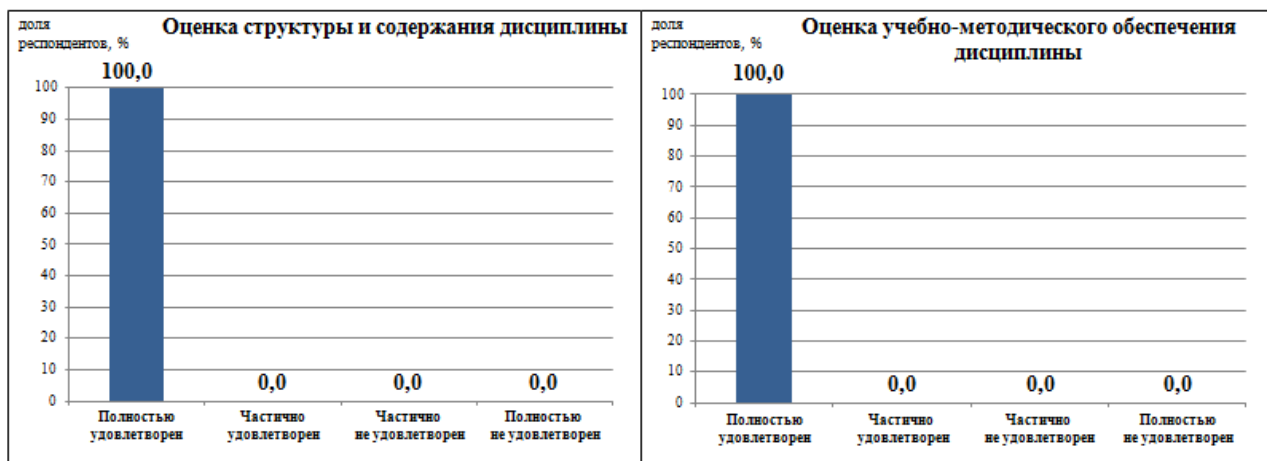 доля
респондентов, %
Оценка структуры и содержания дисциплины
100,0
100
90
80
70
60
50
40
30
20
10
0
0,0
0,0
0,0
Полностью
удовлетворен
Частично
удовлетворен
Частично
не удовлетворен
Полностью
не удовлетворен
доля
респондентов, %
Оценка учебно-методического обеспечения
дисциплины
100,0
100
90
80
70
60
50
40
30
20
10
0
0,0
0,0
0,0
Полностью
удовлетворен
Частично
удовлетворен
Частично
не удовлетворен
Полностью
не удовлетворен